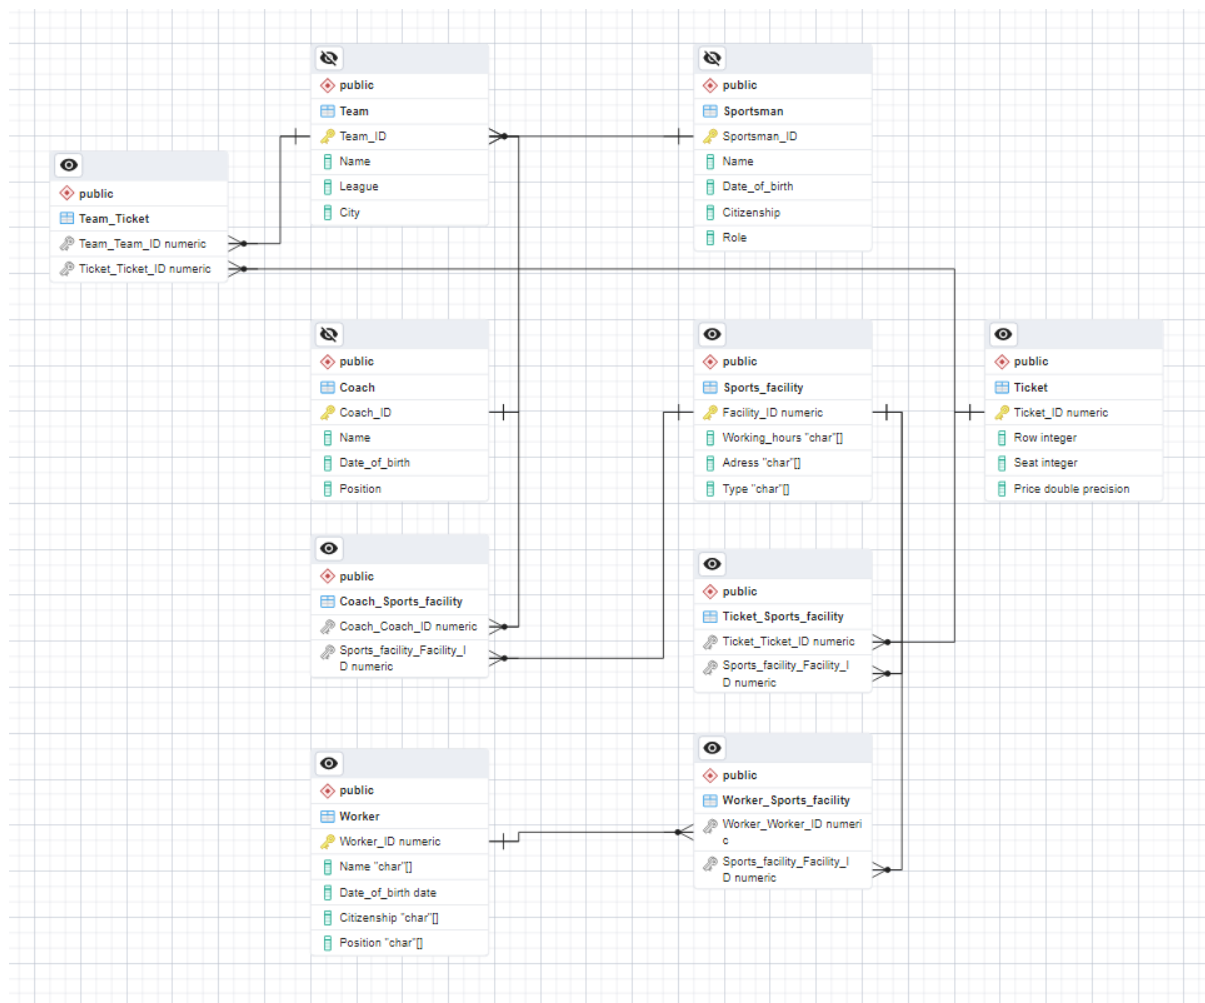 public
Team
Team_ID
Name
League
City
public
Sportsman
Sportsman_ID
Name
Date_of_birth
Citizenship
Role
public
Team_Ticket
Team_Team_ID numeric
Ticket_Ticket_ID numeric
public
Coach
Coach_ID
Name
Date_of_birth
Position
public
Sports_facility
Facility_ID numeric
Working_hours "char"[]
Adress "char"[]
Type "char"[]
public
Ticket
Ticket_ID numeric
Row integer
Seat integer
Price double precision
public
Coach_Sports_facility
Coach_Coach_ID numeric
Sports_facility_Facility_I
D numeric
public
Ticket_Sports_facility
Ticket_Ticket_ID numeric
Sports_facility_Facility_I
D numeric
public
Worker
Worker_ID numeric
Name "char"[]
Date_of_birth date
Citizenship "char"[]
Position "char"[]
public
Worker_Sports_facility
Worker_Worker_ID numeri
c
Sports_facility_Facility_I
D numeric